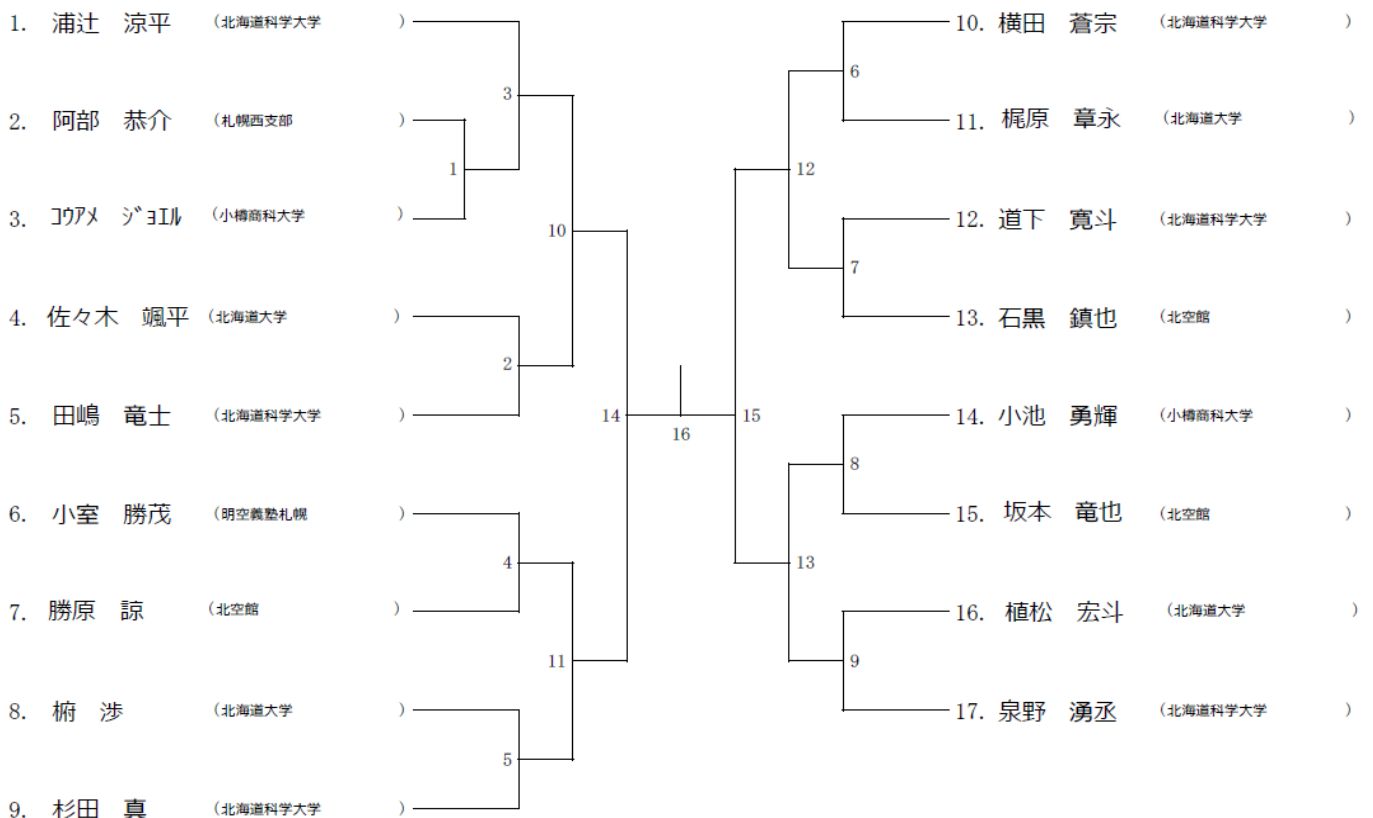 1. 浦辻 涼平 (北海道科学大学 )
2. 阿部 恭介 (札幌西支部 )
3. コウアメ ジョエル (小樽商科大学 )
4. 佐々木 颯平 (北海道大学 )
5. 田嶋 竜士 (北海道科学大学 )
6. 小室 勝茂 (明空義塾札幌 )
7. 勝原 諒 (北空館 )
8. 椨 渉 (北海道大学 )
9. 杉田 真 (北海道科学大学 )
3
1
10
2
14
4
11
5
16
6
12
7
15
8
13
9
10. 横田 蒼宗 (北海道科学大学 )
11. 梶原 章永 (北海道大学 )
12. 道下 寛斗 (北海道科学大学 )
13. 石黒 鎮也 (北空館 )
14. 小池 勇輝 (小樽商科大学 )
15. 坂本 竜也 (北空館 )
16. 植松 宏斗 (北海道大学 )
17. 泉野 湧丞 (北海道科学大学 )